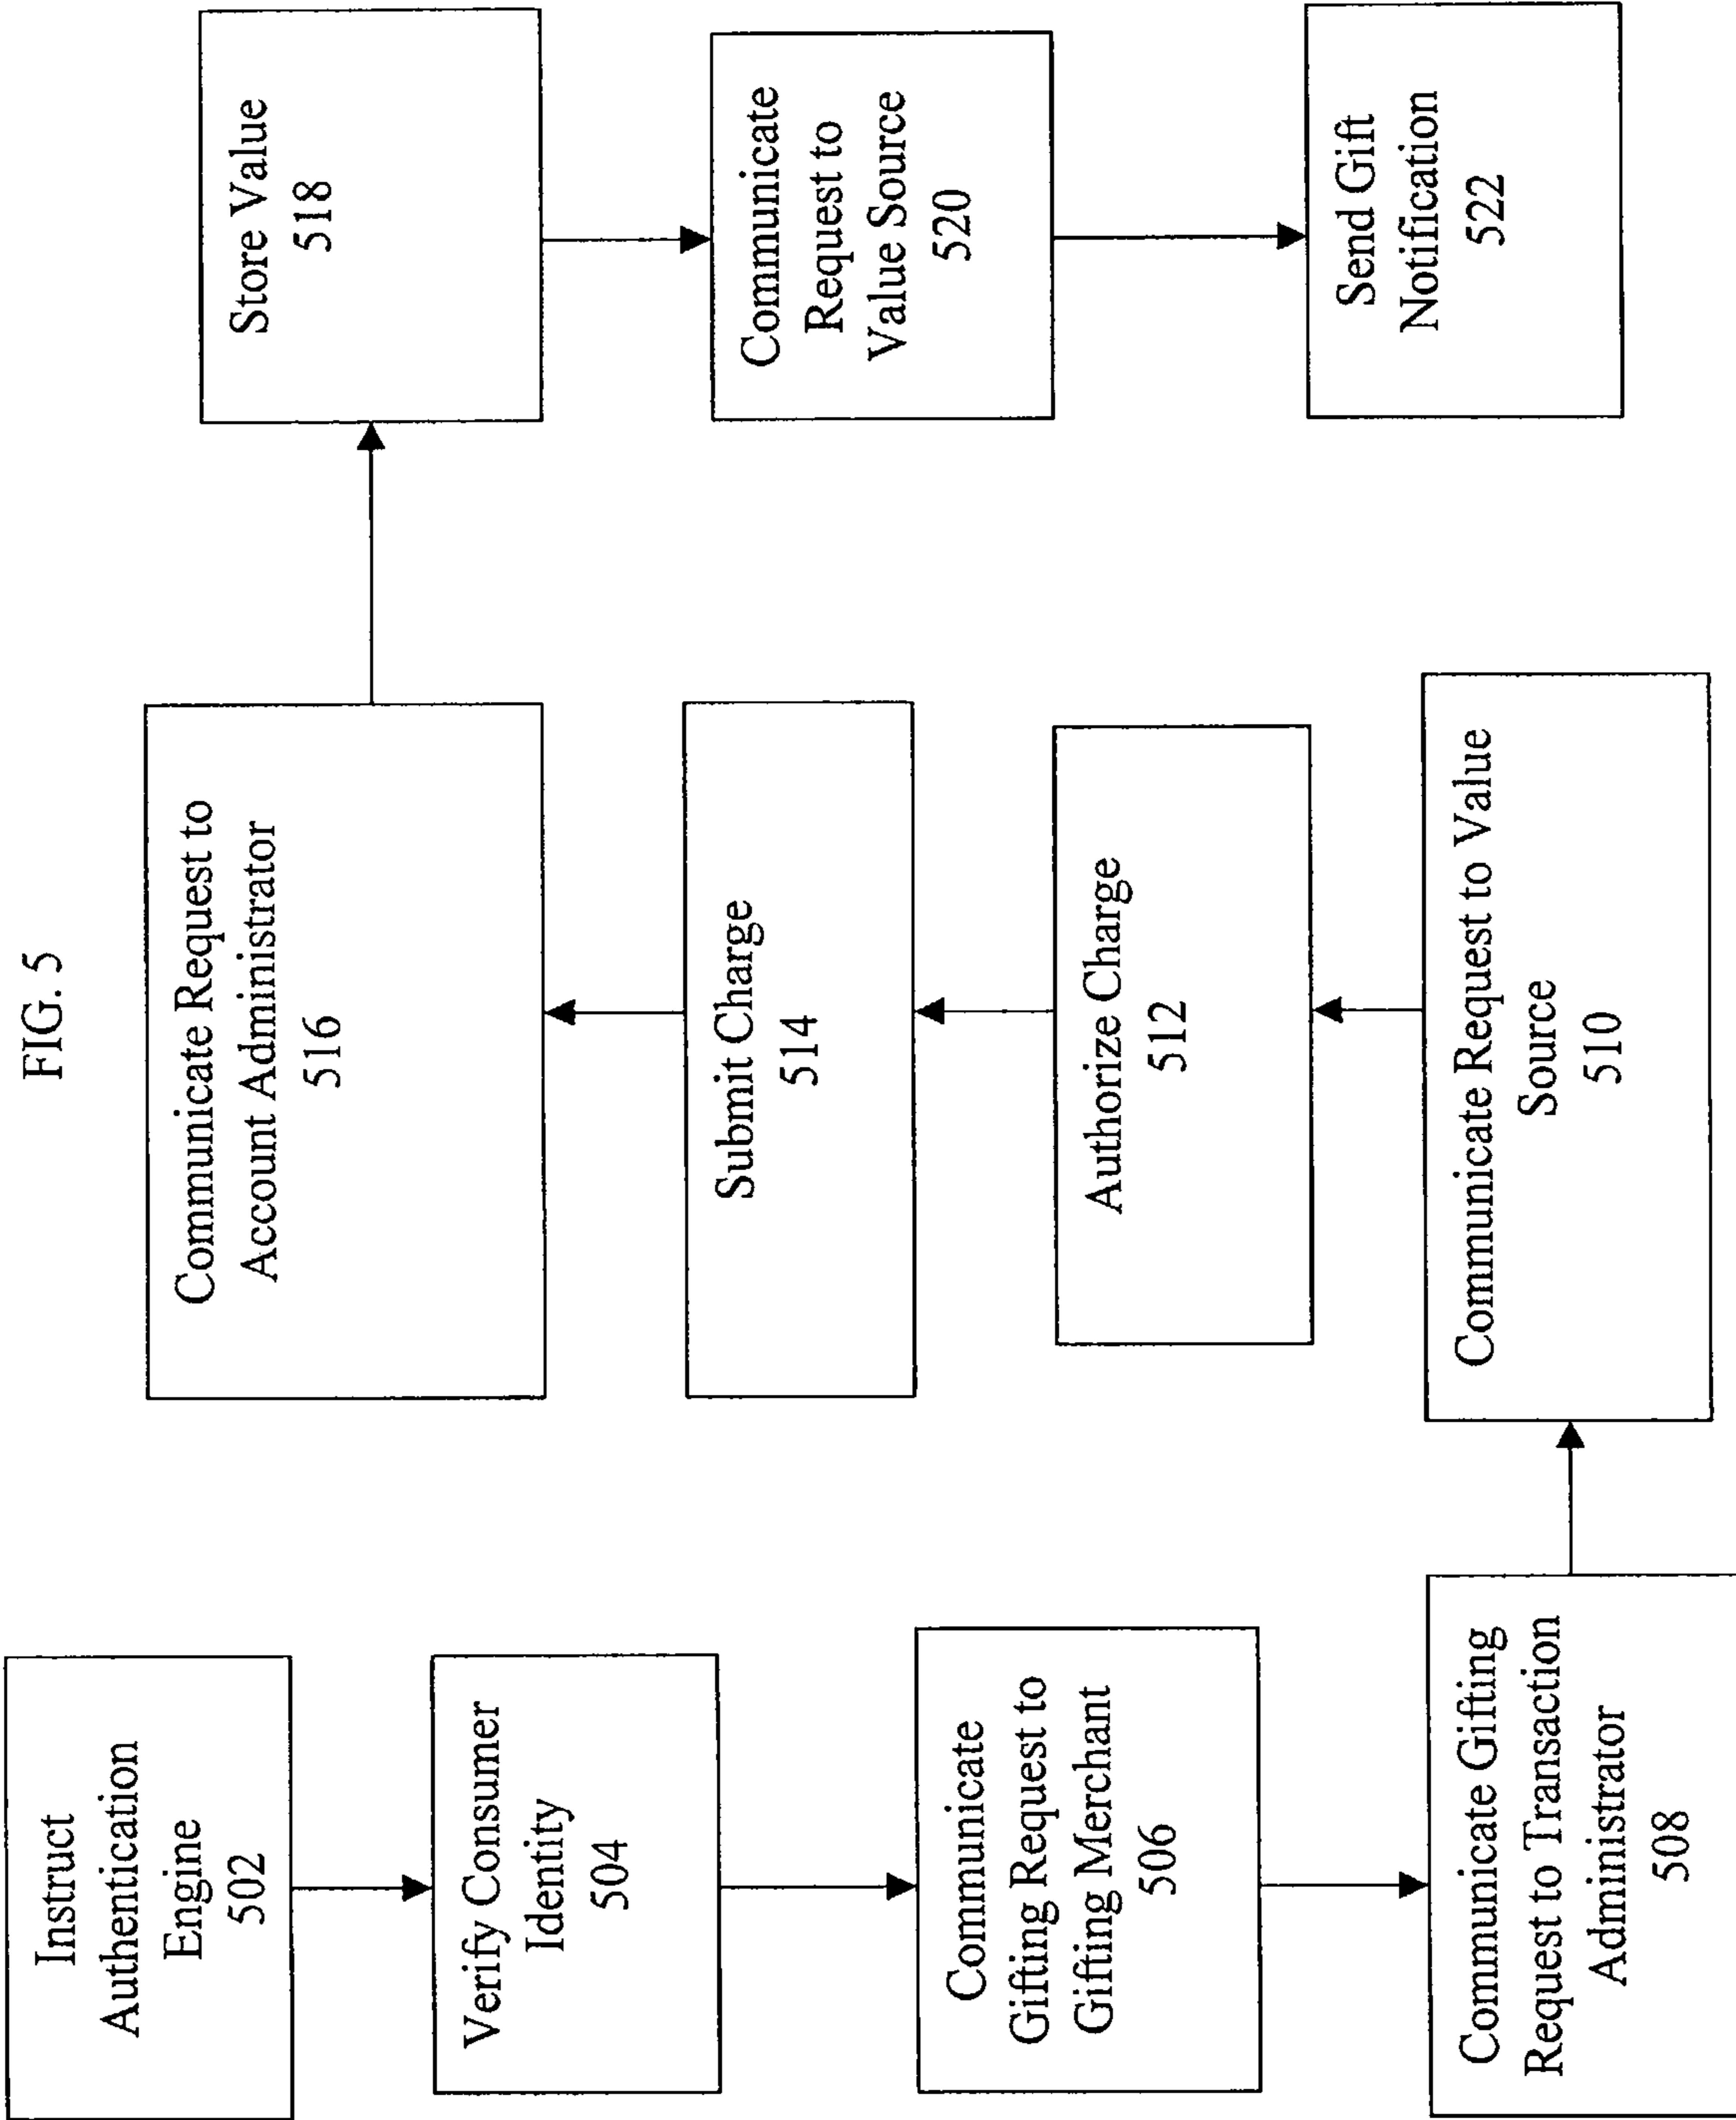 FIG. 5
Instruct
Authentication
Engine
502
Verify Consumer
Identity
504
Communicate
Gifting Request to
Gifting Merchant
506
Communicate Gifting
Request to Transaction
Administrator
508
Communicate Request to Value
Source
510
Authorize Charge
512
Submit Charge
514
Communicate Request to
Account Administrator
516
Store Value
518
Communicate
Request to
Value Source
520
Send Gift
Notification
522